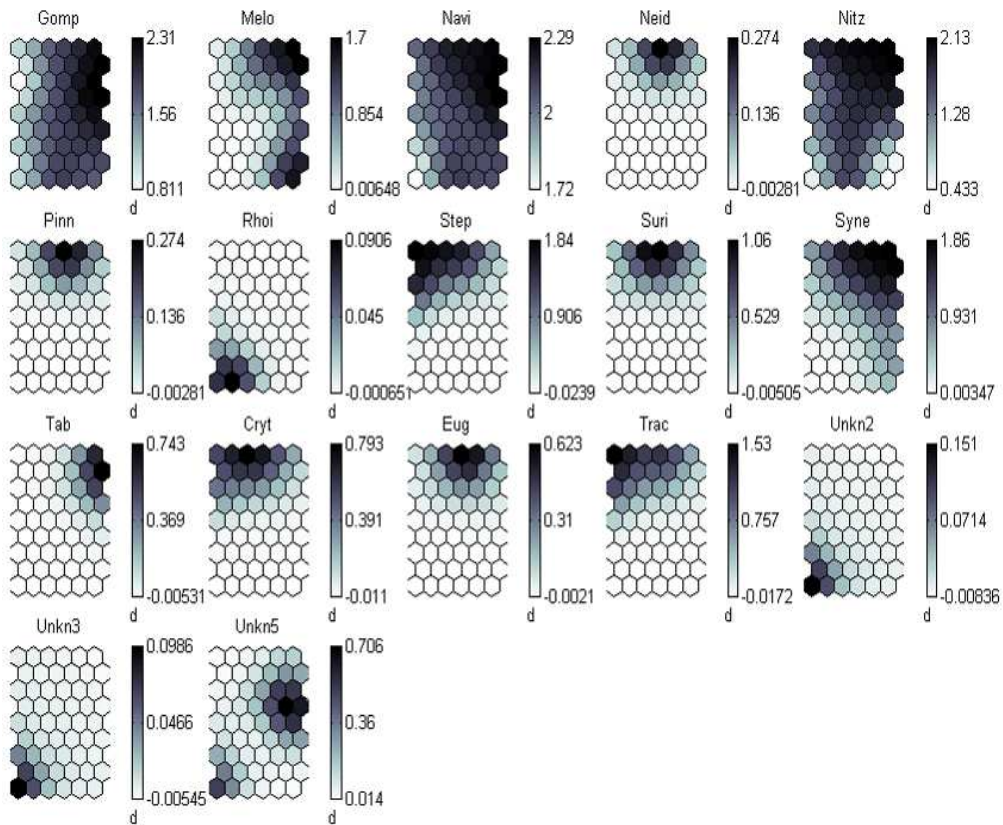 Gomp Melo Navi Neid Nitz
2.31 1.7 2.29 0.274 2.13
1.56 0.854 2 0.136 1.28
0.811 0.00648 1.72 -0.00281 0.433
d d d d d
Pinn Rhoi Step Suri Syne
0.274 0.0906 1.84 1.06 1.86
0.136 0.045 0.906 0.529 0.931
-0.00281 -0.000651 -0.0239 -0.00505 0.00347
d d d d d
Tab Cryt Eug Trac Unkn2
0.743 0.793 0.623 1.53 0.151
0.369 0.391 0.31 0.757 0.0714
-0.00531 -0.011 -0.0021 -0.0172 -0.00836
d d d d d
Unkn3 Unkn5
0.0986 0.706
0.0466 0.36
-0.00545 0.014
d d